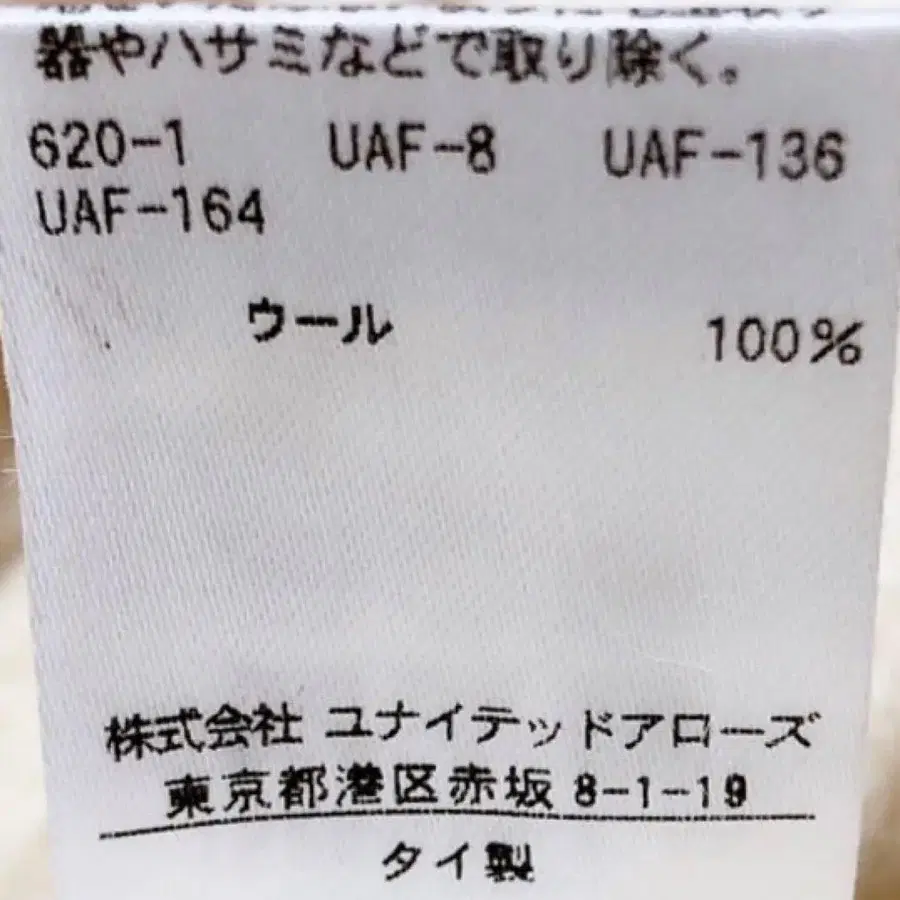 器やハサミなどで取り除く。
620-1 UAF-8 UAF-136
UAF-164
ウール 100%
株式会社 ユナイテッドアローズ
東京都港区赤坂 8-1-19
タイ製